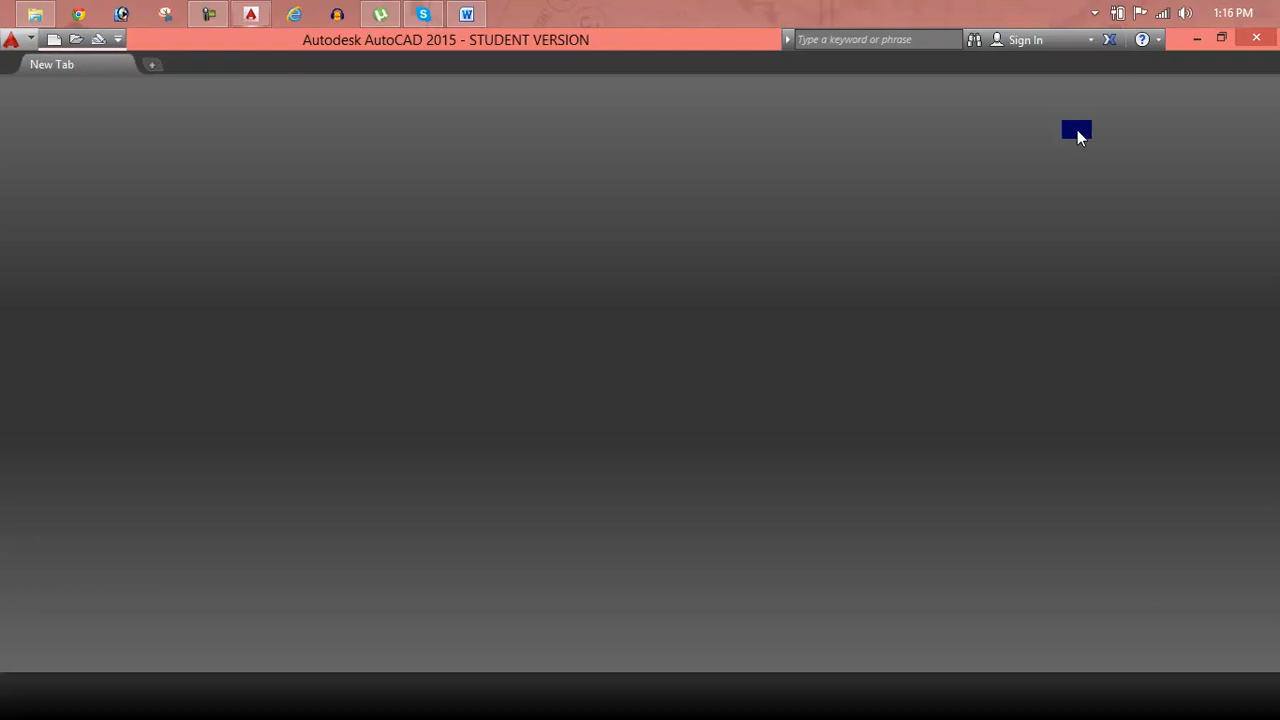 1:16 PM
Autodesk AutoCAD 2015 - STUDENT VERSION
Type a keyword or phrase
Sign In
New Tab